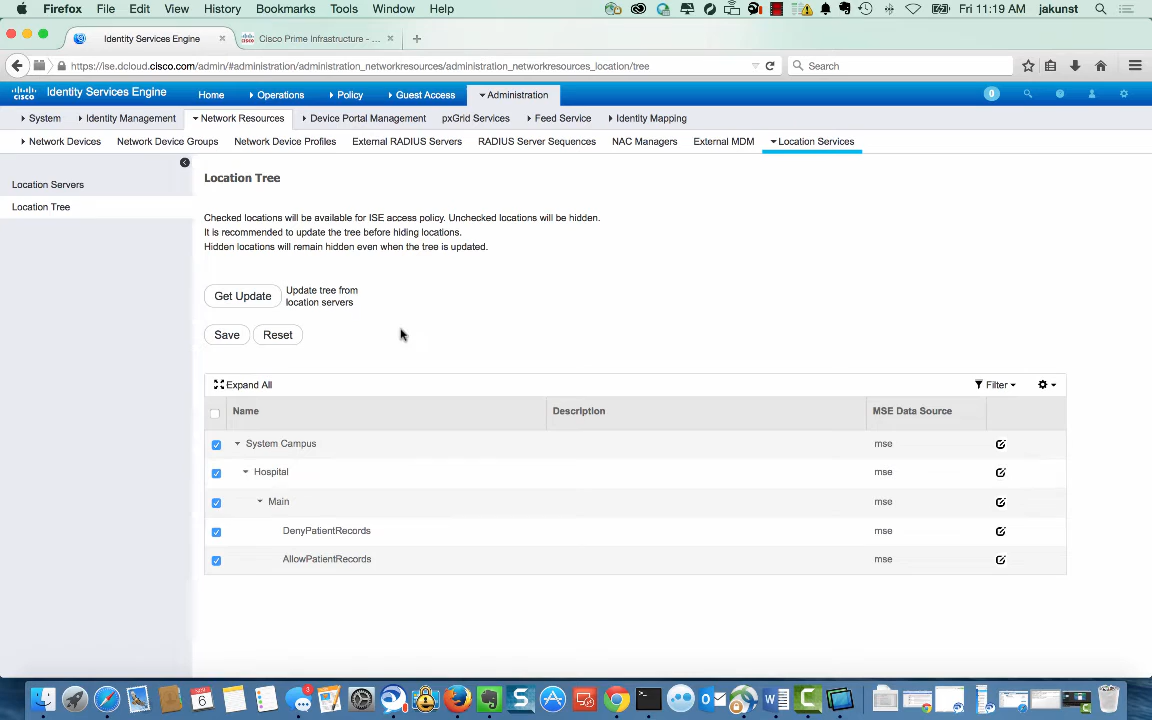 Firefox File Edit View History Bookmarks Tools Window Help Fri 11:19 AM jakunst
Identity Services Engine Cisco Prime Infrastructure - ...
https://ise.dcloud.cisco.com/admin/#administration/administration_networkresources/administration_networkresources_location/tree Search
CISCO Identity Services Engine Home Operations Policy Guest Access Administration 0
System Identity Management Network Resources Device Portal Management pxGrid Services Feed Service Identity Mapping
Network Devices Network Device Groups Network Device Profiles External RADIUS Servers RADIUS Server Sequences NAC Managers External MDM Location Services
Location Servers
Location Tree
Location Tree
Checked locations will be available for ISE access policy. Unchecked locations will be hidden.
It is recommended to update the tree before hiding locations.
Hidden locations will remain hidden even when the tree is updated.
Get Update Update tree from
location servers
Save Reset
Expand All Filter
Name Description MSE Data Source
System Campus mse
Hospital mse
Main mse
DenyPatientRecords mse
AllowPatientRecords mse
6 3